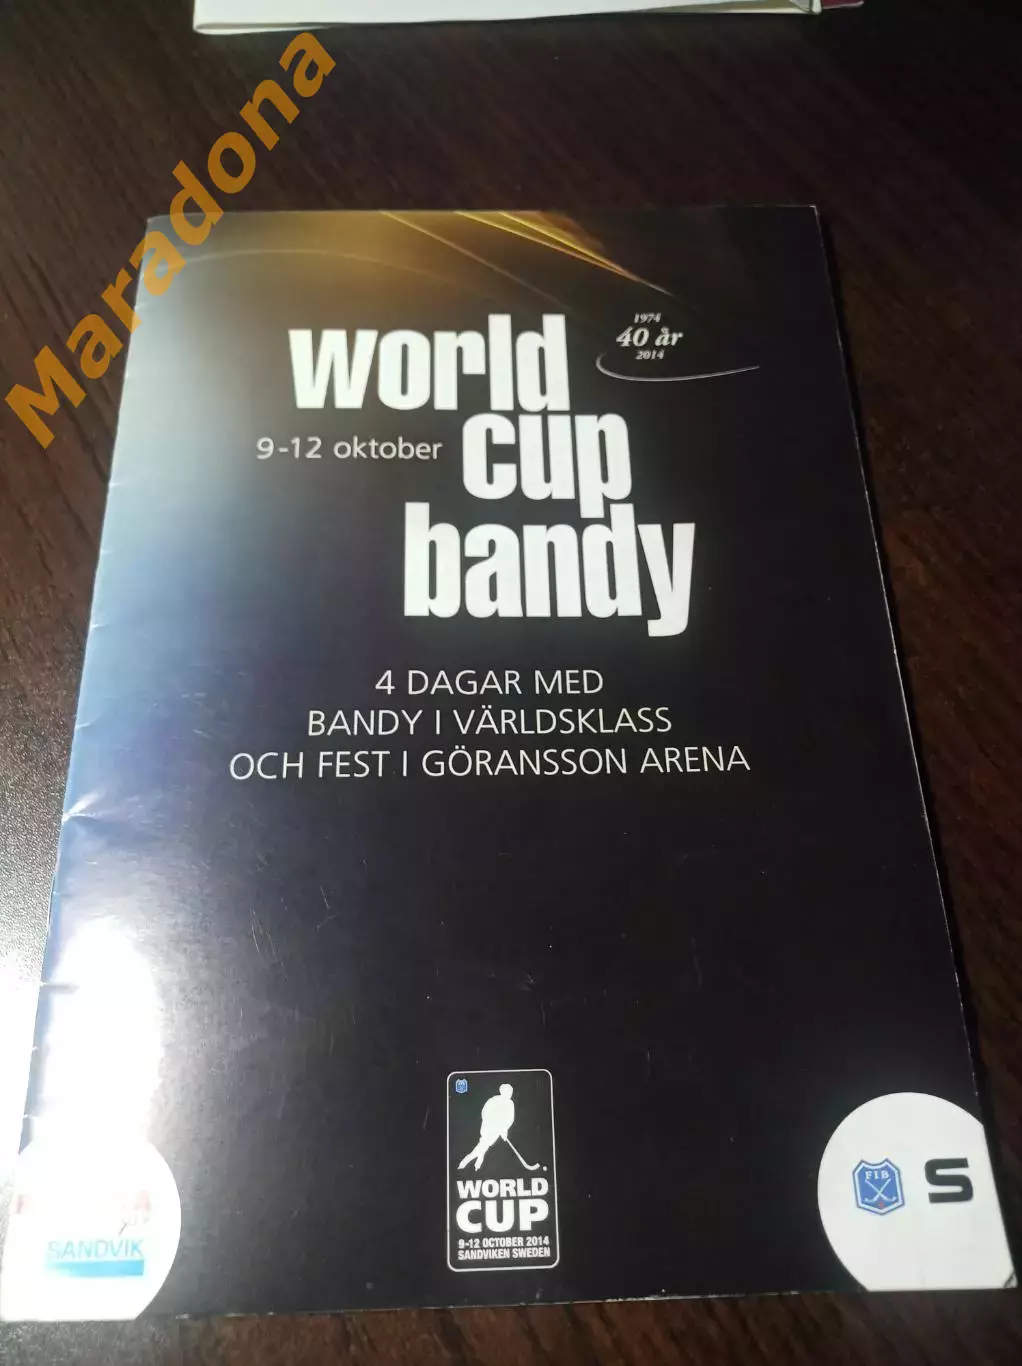 Maradona
1974
40 år
2014
world
9-12 oktober
cup
bandy
4 DAGAR MED
BANDY I VÄRLDSKLASS
OCH FEST I GÖRANSSON ARENA
WORLD
CUP
9-12 OCTOBER 2014
SANDVIKEN SWEDEN
FIB
S
SANDVIK